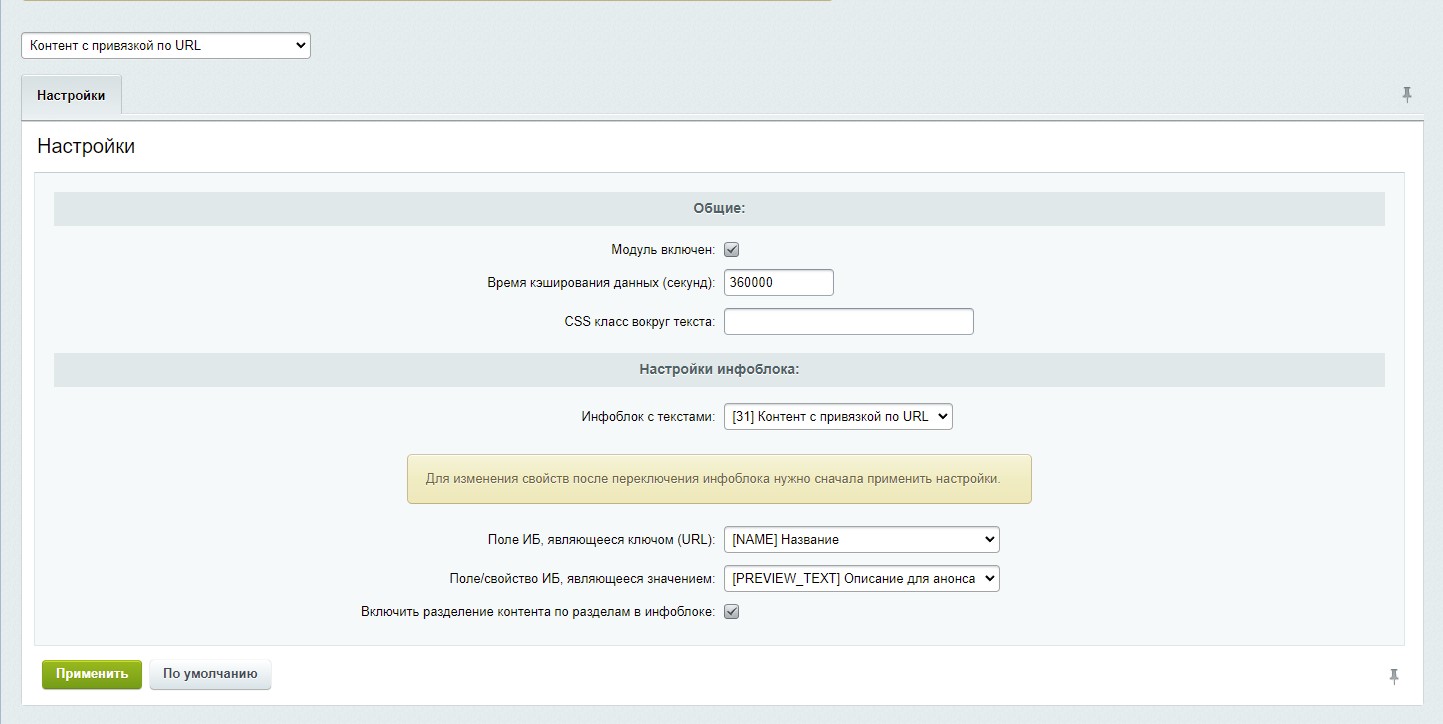 Контент с привязкой по URL
Настройки
Настройки
Общие:
Модуль включен:
Время кэширования данных (секунд): 360000
CSS класс вокруг текста:
Настройки инфоблока:
Инфоблок с текстами: [31] Контент с привязкой по URL
Для изменения свойств после переключения инфоблока нужно сначала применить настройки.
Поле ИБ, являющееся ключом (URL): [NAME] Название
Поле/свойство ИБ, являющееся значением: [PREVIEW_TEXT] Описание для анонса
Включить разделение контента по разделам в инфоблоке:
Применить По умолчанию